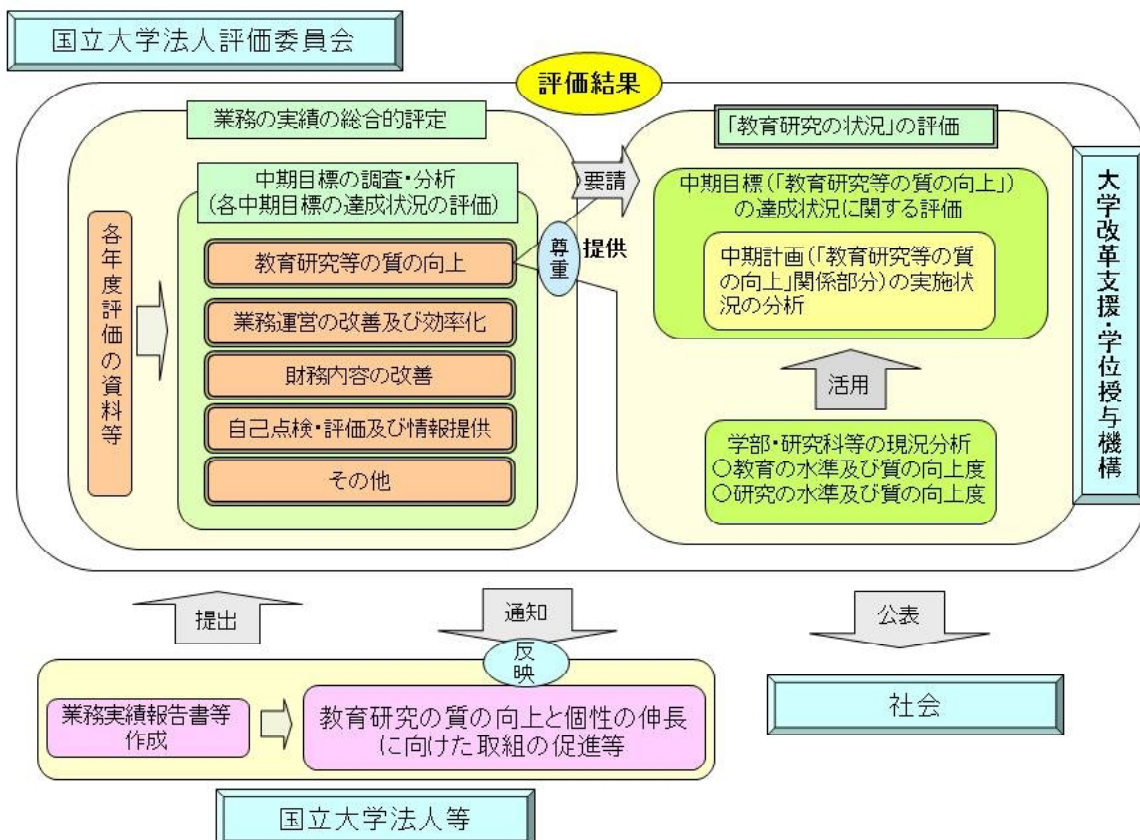 国立大学法人評価委員会
評価結果
業務の実績の総合的評定
中期目標の調査・分析
(各中期目標の達成状況の評価)
各年度評価の資料等
教育研究等の質の向上
業務運営の改善及び効率化
財務内容の改善
自己点検・評価及び情報提供
その他
要請
尊重
提供
「教育研究の状況」の評価
中期目標(「教育研究等の質の向上」)
の達成状況に関する評価
中期計画(「教育研究等の質
の向上」関係部分)の実施状
況の分析
活用
学部・研究科等の現況分析
○教育の水準及び質の向上度
○研究の水準及び質の向上度
大学改革支援・学位授与機構
提出
通知
公表
反映
業務実績報告書等
作成
教育研究の質の向上と個性の伸長
に向けた取組の促進等
社会
国立大学法人等